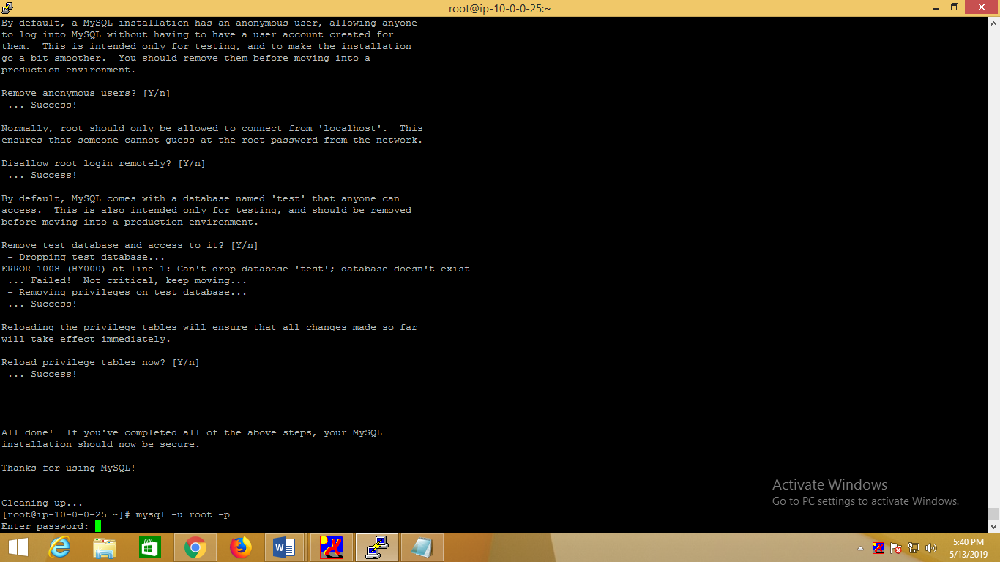 root@ip-10-0-0-25:~
By default, a MySQL installation has an anonymous user, allowing anyone
to log into MySQL without having to have a user account created for
them.  This is intended only for testing, and to make the installation
go a bit smoother.  You should remove them before moving into a
production environment.
Remove anonymous users? [Y/n]
 ... Success!
Normally, root should only be allowed to connect from 'localhost'.  This
ensures that someone cannot guess at the root password from the network.
Disallow root login remotely? [Y/n]
 ... Success!
By default, MySQL comes with a database named 'test' that anyone can
access.  This is also intended only for testing, and should be removed
before moving into a production environment.
Remove test database and access to it? [Y/n]
 - Dropping test database...
ERROR 1008 (HY000) at line 1: Can't drop database 'test'; database doesn't exist
 ... Failed!  Not critical, keep moving...
 - Removing privileges on test database...
 ... Success!
Reloading the privilege tables will ensure that all changes made so far
will take effect immediately.
Reload privilege tables now? [Y/n]
 ... Success!
All done!  If you've completed all of the above steps, your MySQL
installation should now be secure.
Thanks for using MySQL!
Cleaning up...
[root@ip-10-0-0-25 ~]# mysql -u root -p
Enter password:
Activate Windows
Go to PC settings to activate Windows.
5:40 PM
5/13/2019